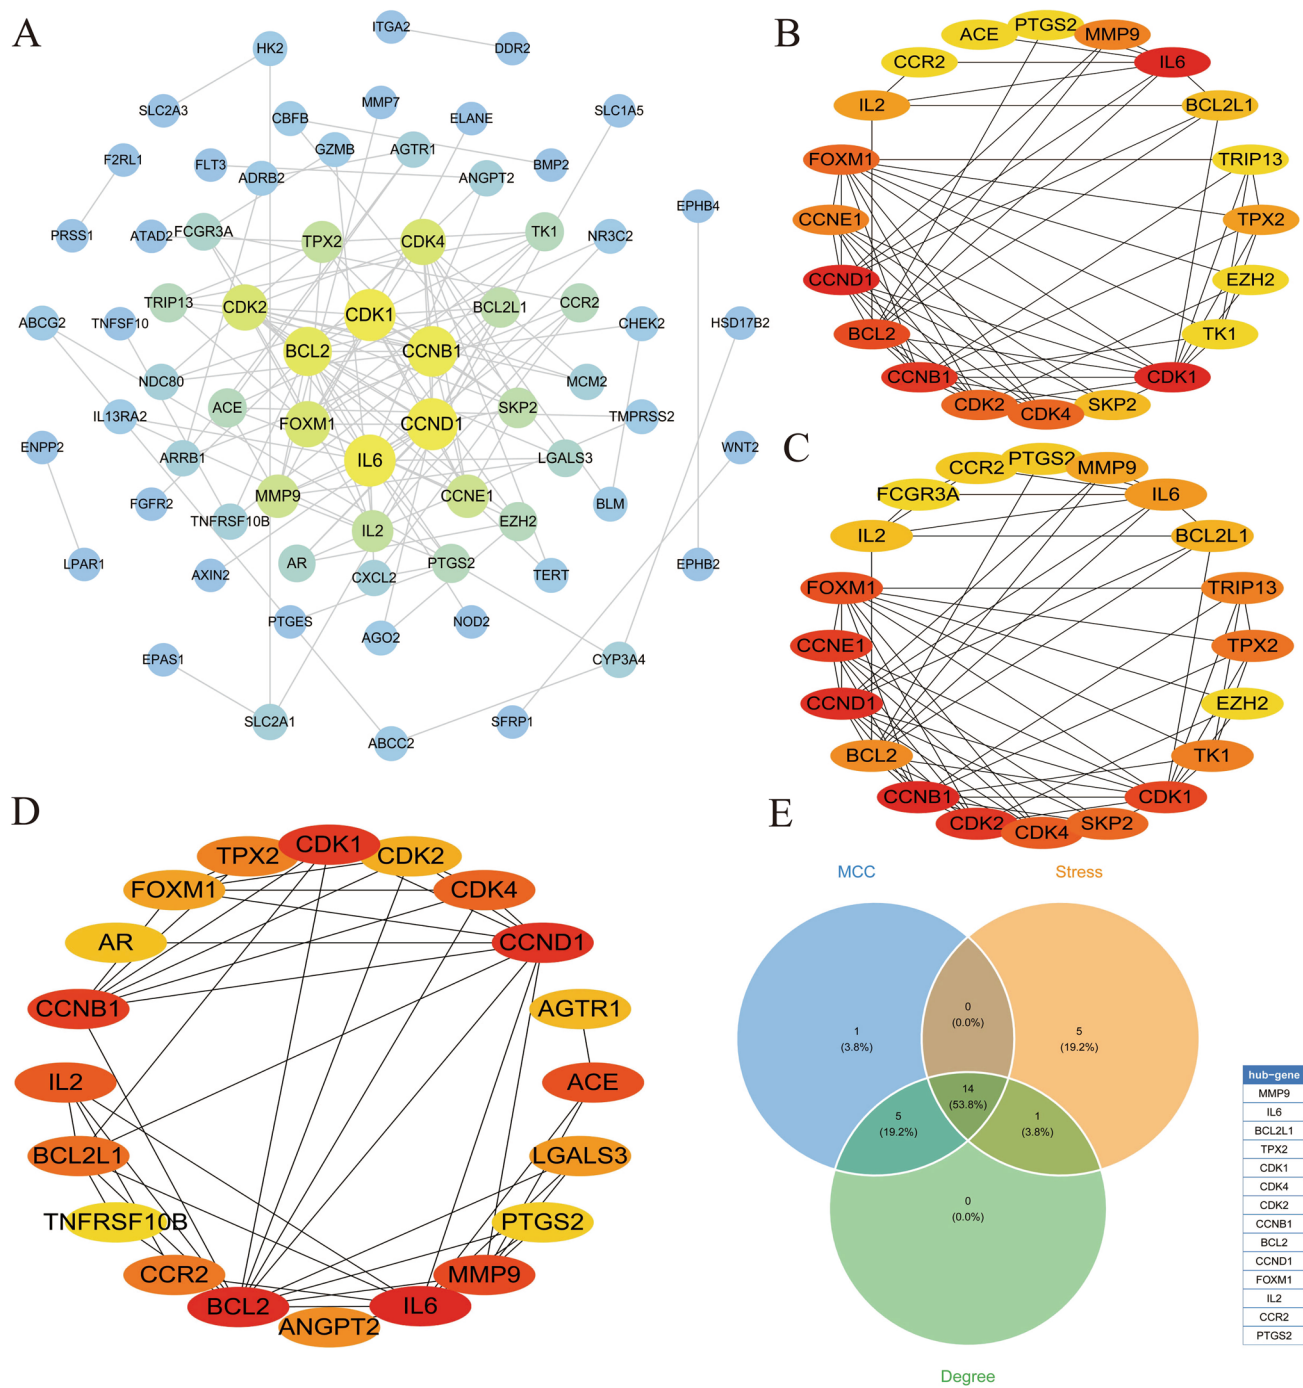 A
ITGA2
DDR2
HK2
SLC2A3
MMP7
CBFB
ELANE
SLC1A5
F2RL1
FLT3
GZMB
AGTR1
BMP2
ADRB2
ANGPT2
EPHB4
PRSS1
ATAD2
FCGR3A
TPX2
CDK4
TK1
NR3C2
TRIP13
CDK2
CDK1
BCL2L1
CCR2
ABCG2
TNFSF10
CHEK2
HSD17B2
BCL2
CCNB1
NDC80
MCM2
IL13RA2
ACE
FOXM1
CCND1
SKP2
TMPRSS2
ENPP2
ARRB1
IL6
LGALS3
WNT2
FGFR2
MMP9
CCNE1
BLM
TNFRSF10B
IL2
EZH2
LPAR1
AXIN2
AR
CXCL2
PTGS2
TERT
EPHB2
PTGES
AGO2
NOD2
EPAS1
CYP3A4
SLC2A1
ABCC2
SFRP1
B
PTGS2
ACE
MMP9
CCR2
IL6
IL2
BCL2L1
FOXM1
TRIP13
CCNE1
TPX2
CCND1
EZH2
BCL2
TK1
CCNB1
CDK1
CDK2
CDK4
SKP2
C
PTGS2
CCR2
MMP9
FCGR3A
IL6
IL2
BCL2L1
FOXM1
TRIP13
CCNE1
TPX2
CCND1
EZH2
BCL2
TK1
CCNB1
CDK1
CDK2
CDK4
SKP2
D
CDK1
TPX2
CDK2
FOXM1
CDK4
AR
CCND1
CCNB1
AGTR1
IL2
ACE
BCL2L1
LGALS3
TNFRSF10B
PTGS2
CCR2
MMP9
BCL2
IL6
ANGPT2
E
MCC
Stress
0
(0.0%)
1
(3.8%)
5
(19.2%)
14
(53.8%)
5
(19.2%)
1
(3.8%)
0
(0.0%)
Degree
hub-gene
MMP9
IL6
BCL2L1
TPX2
CDK1
CDK4
CDK2
CCNB1
BCL2
CCND1
FOXM1
IL2
CCR2
PTGS2